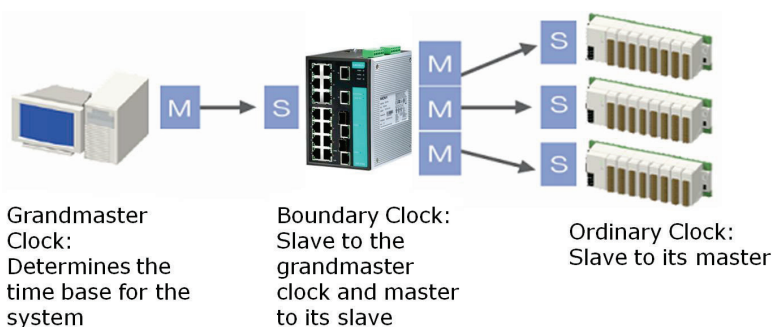 M
S
M
M
M
S
S
S
Grandmaster
Clock:
Determines the
time base for the
system
Boundary Clock:
Slave to the
grandmaster
clock and master
to its slave
Ordinary Clock:
Slave to its master